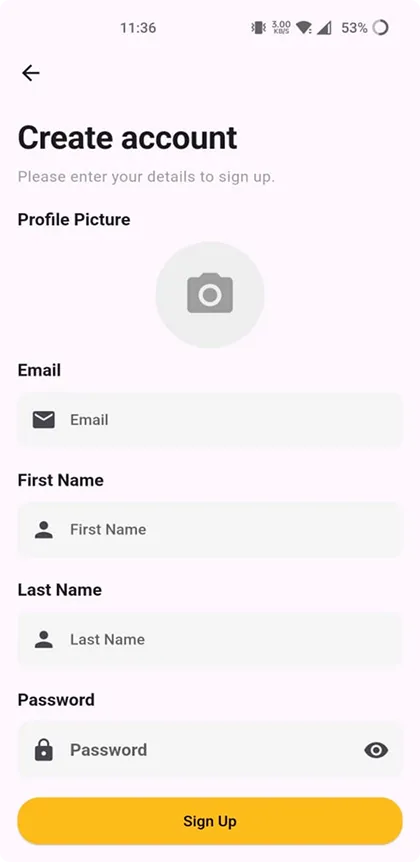 11:36 3.00 KB/S 53%
Create account
Please enter your details to sign up.
Profile Picture
Email
Email
First Name
First Name
Last Name
Last Name
Password
Password
Sign Up